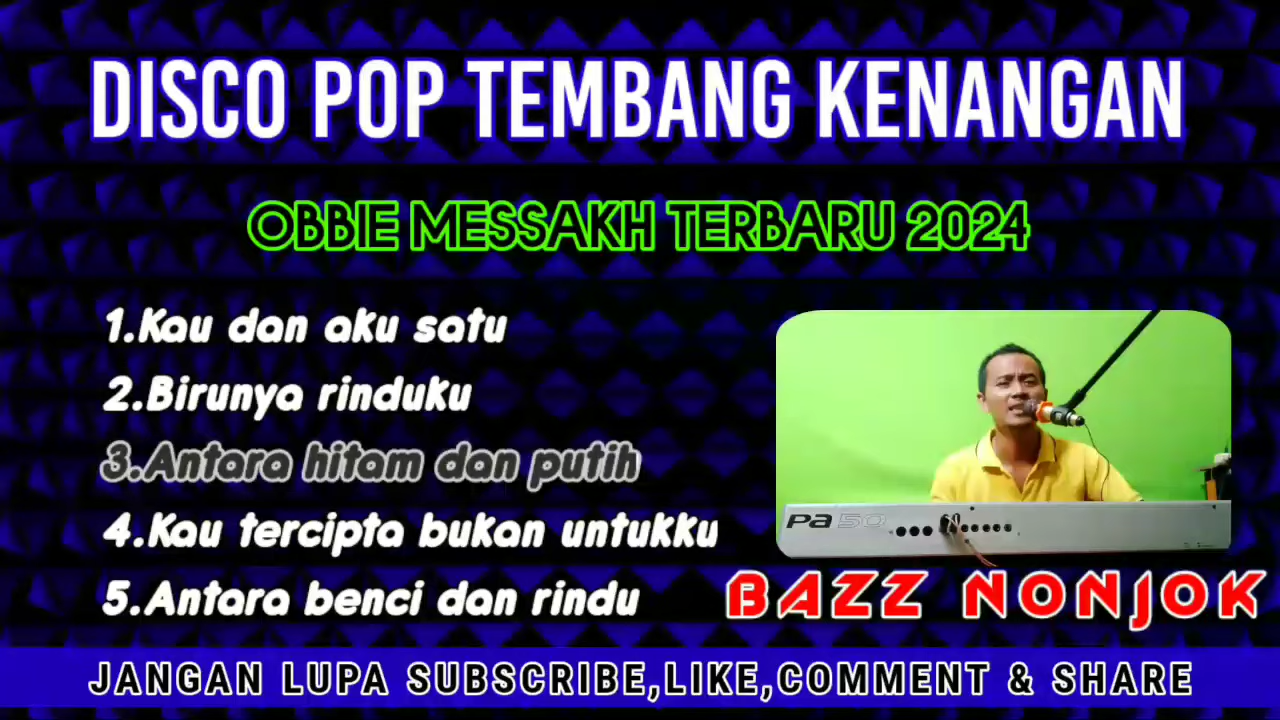 DISCO POP TEMBANG KENANGAN
OBBIE MESSAKH TERBARU 2024
1.Kau dan aku satu
2.Birunya rinduku
3.Antara hitam dan putih
4.Kau tercipta bukan untukku
5.Antara benci dan rindu
Pa 50
BAZZ NONJOK
JANGAN LUPA SUBSCRIBE,LIKE,COMMENT & SHARE